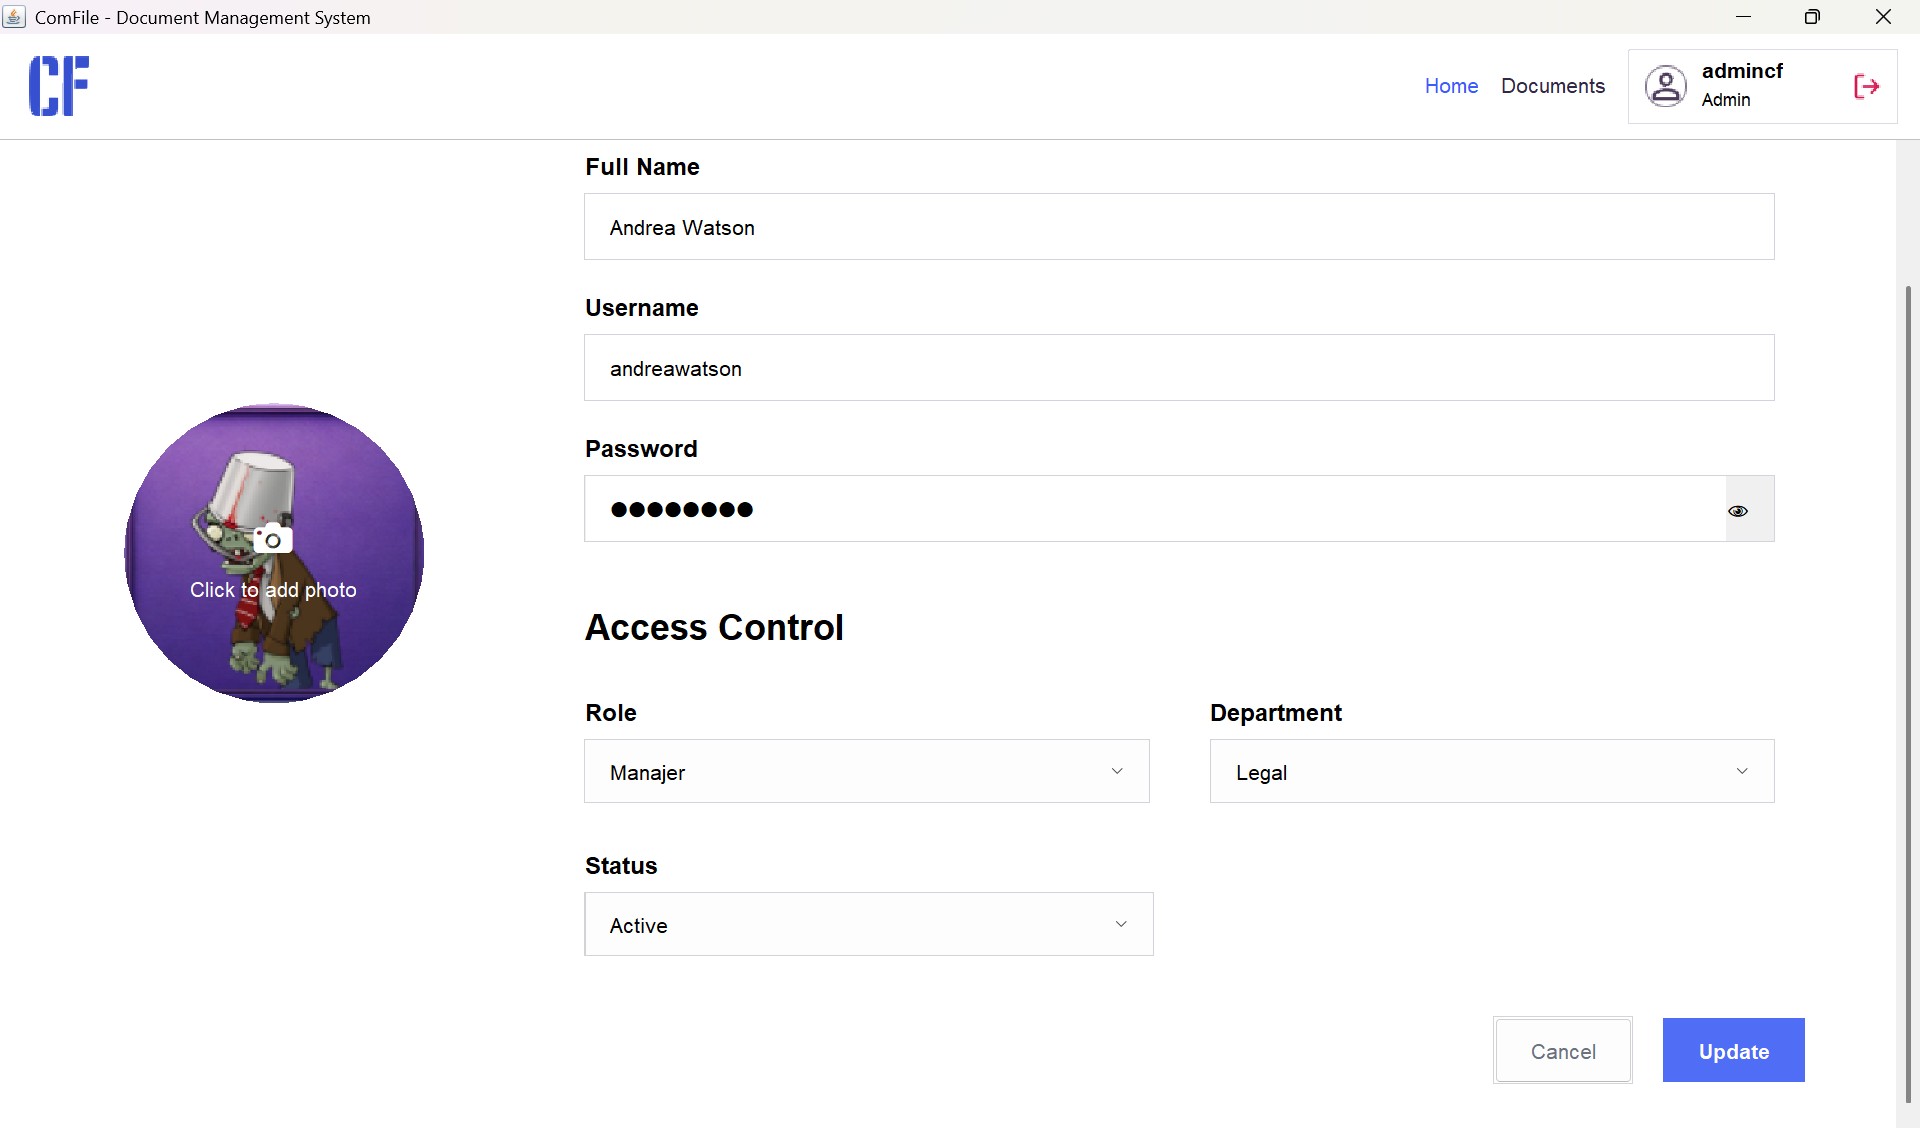 ComFile - Document Management System
CF
Home
Documents
admincf
Admin
Full Name
Andrea Watson
Username
andreawatson
Password
●●●●●●●●
Click to add photo
Access Control
Role
Department
Manajer
Legal
Status
Active
Cancel
Update